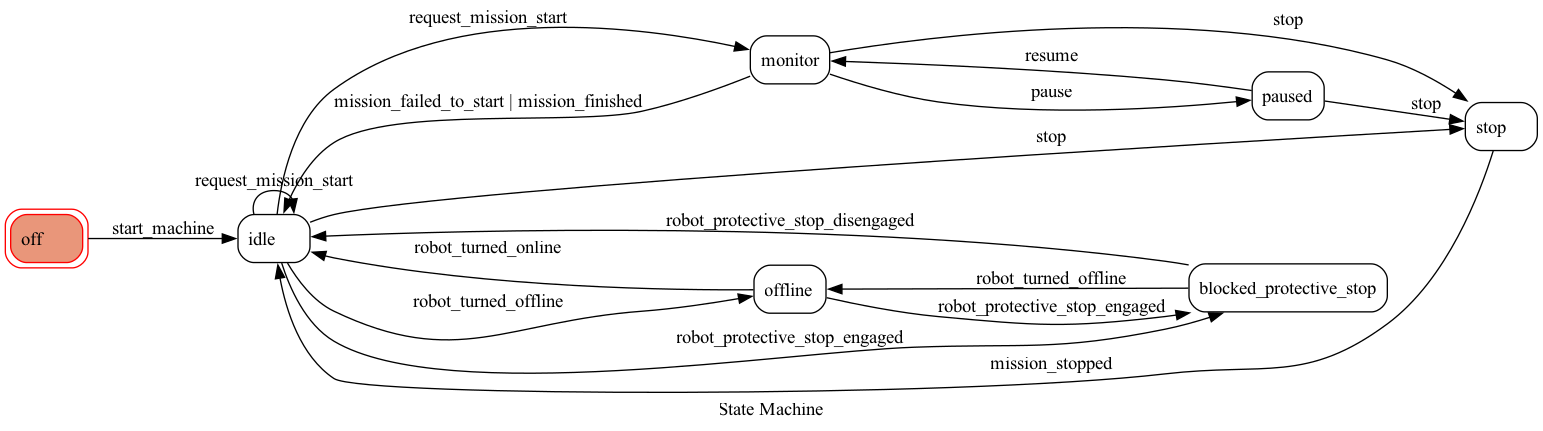 request_mission_start
stop
monitor
resume
mission_failed_to_start | mission_finished
pause
paused
stop
stop
stop
request_mission_start
off
start_machine
idle
robot_protective_stop_disengaged
robot_turned_online
robot_turned_offline
offline
robot_turned_offline
blocked_protective_stop
robot_protective_stop_engaged
robot_protective_stop_engaged
mission_stopped
State Machine